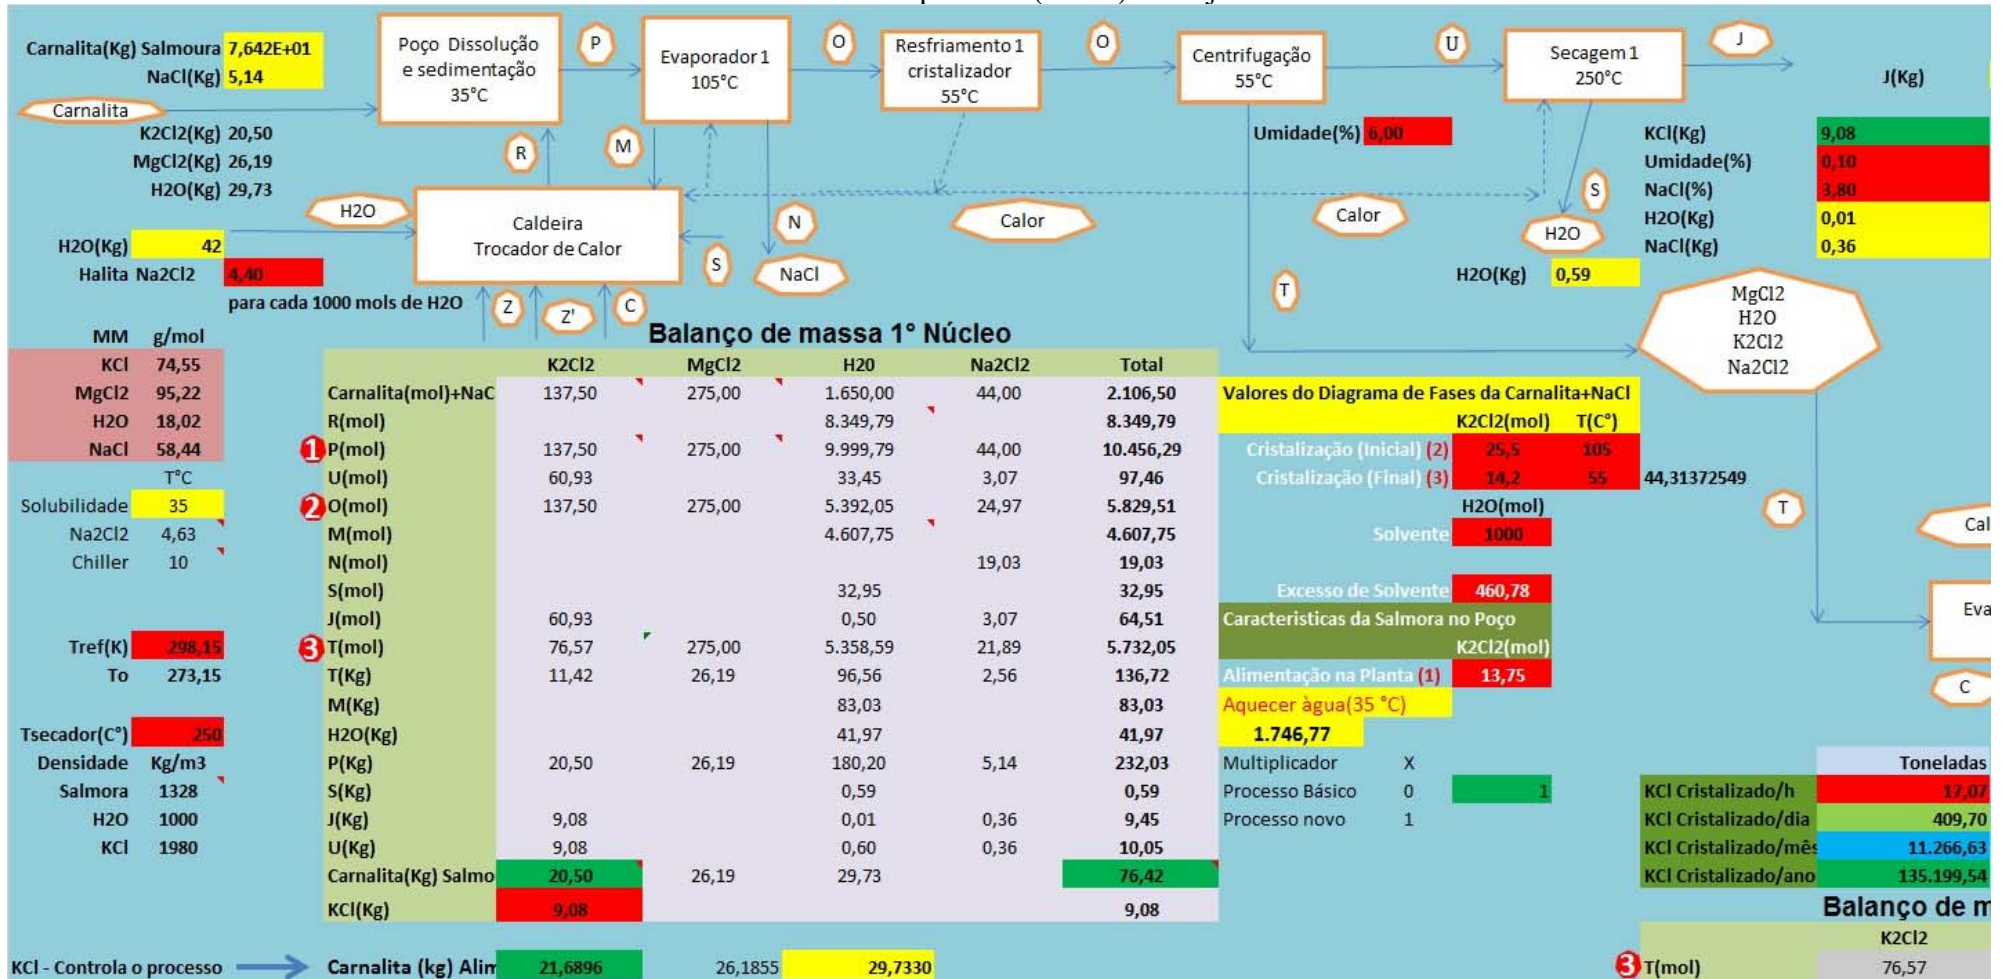 Carnalita(Kg) Salmoura 7,642E+01
NaCl(Kg) 5,14
Carnalita
K2Cl2(Kg) 20,50
MgCl2(Kg) 26,19
H2O(Kg) 29,73
H2O(Kg) 42
Halita Na2Cl2 4,40
para cada 1000 mols de H2O
Poço Dissolução
e sedimentação
35°C
P
Evaporador 1
105°C
O
Resfriamento 1
cristalizador
55°C
O
Centrifugação
55°C
U
Secagem 1
250°C
J
J(Kg)
R
M
H2O
Caldeira
Trocador de Calor
N
NaCl
S
Calor
Calor
Umidade(%) 6,00
S
H2O
H2O(Kg) 0,59
T
KCl(Kg) 9,08
Umidade(%) 0,10
NaCl(%) 3,80
H2O(Kg) 0,01
NaCl(Kg) 0,36
MgCl2
H2O
K2Cl2
Na2Cl2
Z
Z'
C
MM g/mol
KCl 74,55
MgCl2 95,22
H2O 18,02
NaCl 58,44
T°C
Solubilidade 35
Na2Cl2 4,63
Chiller 10
Tref(K) 298,15
To 273,15
Tsecador(C°) 250
Densidade Kg/m3
Salmora 1328
H2O 1000
KCl 1980
KCl - Controla o processo
Balanço de massa 1° Núcleo
K2Cl2 MgCl2 H20 Na2Cl2 Total
Carnalita(mol)+NaC 137,50 275,00 1.650,00 44,00 2.106,50
R(mol) 8.349,79 8.349,79
1 P(mol) 137,50 275,00 9.999,79 44,00 10.456,29
U(mol) 60,93 33,45 3,07 97,46
2 O(mol) 137,50 275,00 5.392,05 24,97 5.829,51
M(mol) 4.607,75 4.607,75
N(mol) 19,03 19,03
S(mol) 32,95 32,95
J(mol) 60,93 0,50 3,07 64,51
3 T(mol) 76,57 275,00 5.358,59 21,89 5.732,05
T(Kg) 11,42 26,19 96,56 2,56 136,72
M(Kg) 83,03 83,03
H2O(Kg) 41,97 41,97
P(Kg) 20,50 26,19 180,20 5,14 232,03
S(Kg) 0,59 0,59
J(Kg) 9,08 0,01 0,36 9,45
U(Kg) 9,08 0,60 0,36 10,05
Carnalita(Kg) Salmo 20,50 26,19 29,73 76,42
KCl(Kg) 9,08 9,08
Carnalita (kg) Alim 21,6896 26,1855 29,7330
Valores do Diagrama de Fases da Carnalita+NaCl
K2Cl2(mol) T(C°)
Cristalização (Inicial) (2) 25,5 105
Cristalização (Final) (3) 14,2 55 44,31372549
H2O(mol)
Solvente 1000
Excesso de Solvente 460,78
Caracteristicas da Salmora no Poço
K2Cl2(mol)
Alimentação na Planta (1) 13,75
Aquecer àgua(35 °C)
1.746,77
Multiplicador X
Processo Básico 0 1
Processo novo 1
T
Cal
Eva
C
Toneladas
KCl Cristalizado/h 17,07
KCl Cristalizado/dia 409,70
KCl Cristalizado/mês 11.266,63
KCl Cristalizado/ano 135.199,54
Balanço de m
K2Cl2
3 T(mol) 76,57